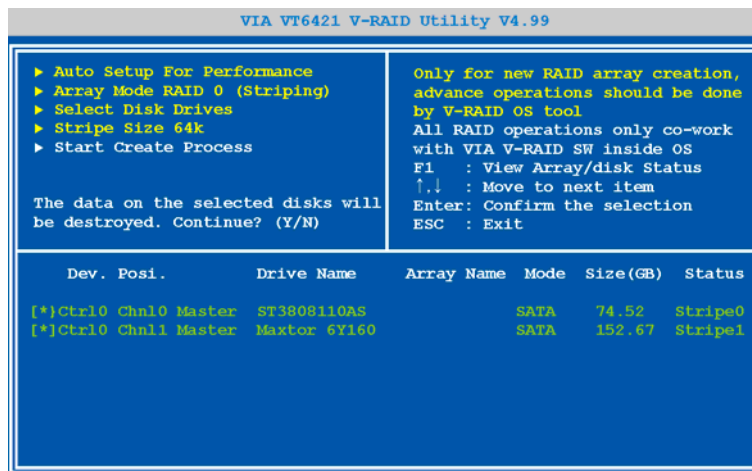 VIA VT6421 V-RAID Utility V4.99
▶ Auto Setup For Performance
▶ Array Mode RAID 0 (Striping)
▶ Select Disk Drives
▶ Stripe Size 64k
▶ Start Create Process
The data on the selected disks will
be destroyed. Continue? (Y/N)
Only for new RAID array creation,
advance operations should be done
by V-RAID OS tool
All RAID operations only co-work
with VIA V-RAID SW inside OS
F1 : View Array/disk Status
↑,↓ : Move to next item
Enter: Confirm the selection
ESC : Exit
Dev. Posi. Drive Name Array Name Mode Size(GB) Status
[*}Ctrl0 Chnl0 Master ST3808110AS SATA 74.52 Stripe0
[*]Ctrl0 Chnl1 Master Maxtor 6Y160 SATA 152.67 Stripe1